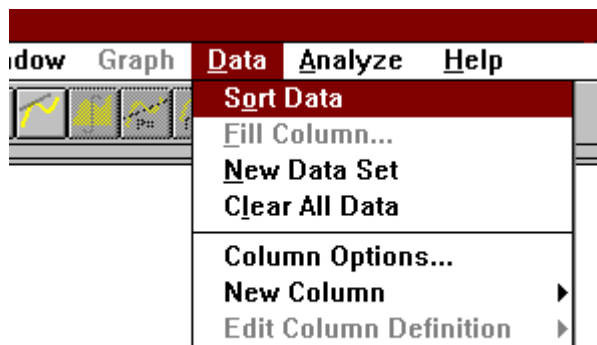 ndow Graph Data Analyze Help
Sort Data
Fill Column...
New Data Set
Clear All Data
Column Options...
New Column
Edit Column Definition